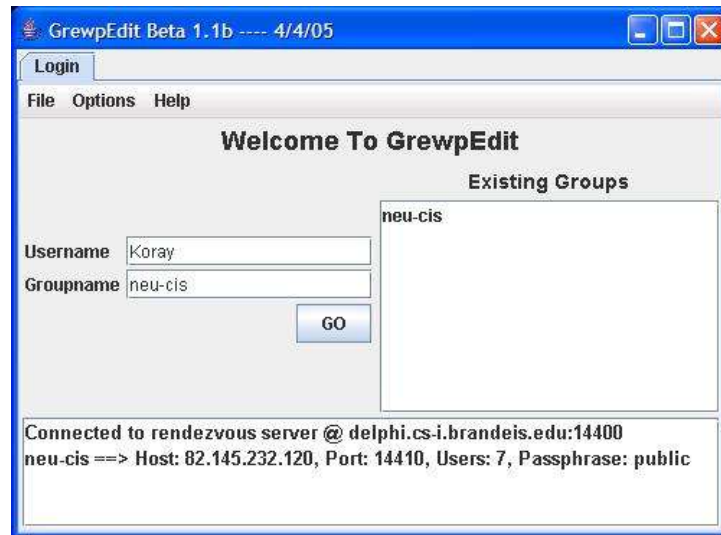 GrewpEdit Beta 1.1b ---- 4/4/05
Login
File Options Help
Welcome To GrewpEdit
Existing Groups
neu-cis
Username Koray
Groupname neu-cis
GO
Connected to rendezvous server @ delphi.cs-i.brandeis.edu:14400
neu-cis ==> Host: 82.145.232.120, Port: 14410, Users: 7, Passphrase: public